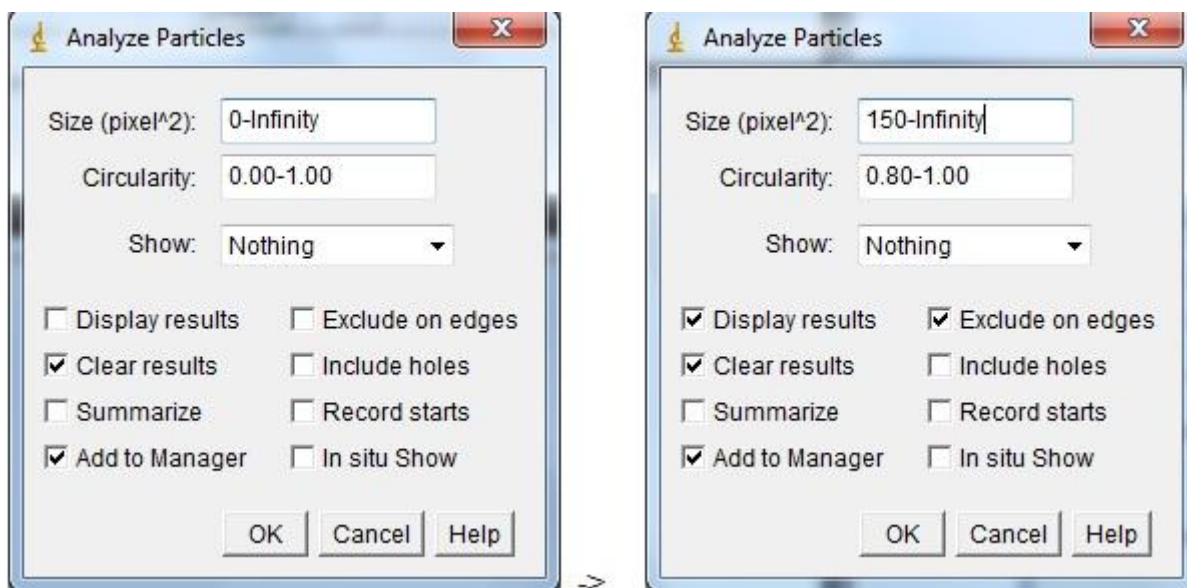 Analyze Particles
Size (pixel^2): 0-Infinity
Circularity: 0.00-1.00
Show: Nothing
Display results Exclude on edges
Clear results Include holes
Summarize Record starts
Add to Manager In situ Show
OK Cancel Help
->
Analyze Particles
Size (pixel^2): 150-Infinity
Circularity: 0.80-1.00
Show: Nothing
Display results Exclude on edges
Clear results Include holes
Summarize Record starts
Add to Manager In situ Show
OK Cancel Help